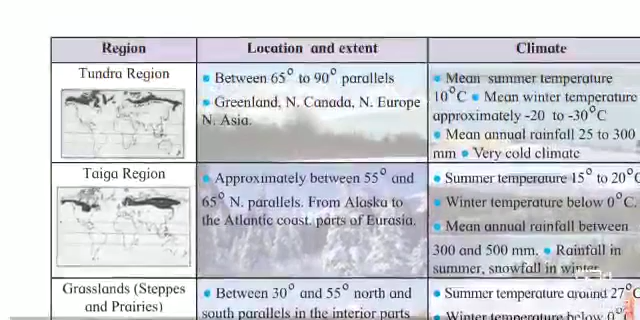 Region
Location and extent
Climate
Tundra Region
• Between 65° to 90° parallels
• Greenland, N. Canada, N. Europe
N. Asia.
• Mean summer temperature
10°C • Mean winter temperature
approximately -20 to -30°C
• Mean annual rainfall 25 to 300
mm • Very cold climate
Taiga Region
• Approximately between 55° and
65° N. parallels. From Alaska to
the Atlantic coast. parts of Eurasia.
• Summer temperature 15° to 20°C
• Winter temperature below 0°C.
• Mean annual rainfall between
300 and 500 mm. • Rainfall in
summer, snowfall in winter
Grasslands (Steppes
and Prairies)
• Between 30° and 55° north and
south parallels in the interior parts
• Summer temperature around 27°C
• Winter temperature below 0°